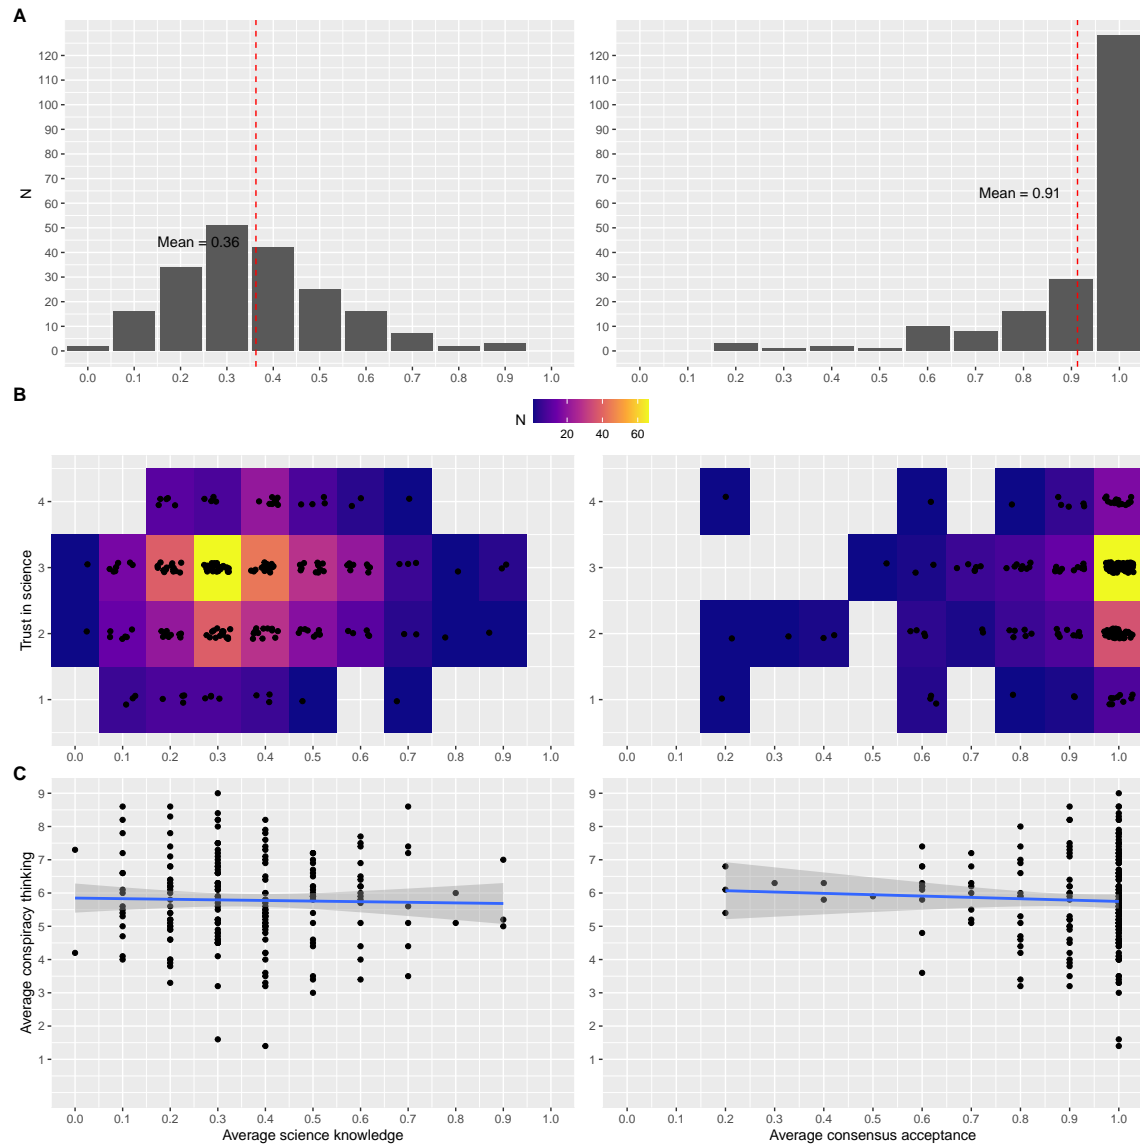 A
N
120
110
100
90
80
70
60
50
40
30
20
10
0
Mean = 0.36
0.0 0.1 0.2 0.3 0.4 0.5 0.6 0.7 0.8 0.9 1.0
120
110
100
90
80
70
60
50
40
30
20
10
0
Mean = 0.91
0.0 0.1 0.2 0.3 0.4 0.5 0.6 0.7 0.8 0.9 1.0
B
N
20 40 60
Trust in science
4
3
2
1
0.0 0.1 0.2 0.3 0.4 0.5 0.6 0.7 0.8 0.9 1.0
4
3
2
1
0.0 0.1 0.2 0.3 0.4 0.5 0.6 0.7 0.8 0.9 1.0
C
Average conspiracy thinking
9
8
7
6
5
4
3
2
1
0.0 0.1 0.2 0.3 0.4 0.5 0.6 0.7 0.8 0.9 1.0
Average science knowledge
9
8
7
6
5
4
3
2
1
0.0 0.1 0.2 0.3 0.4 0.5 0.6 0.7 0.8 0.9 1.0
Average consensus acceptance